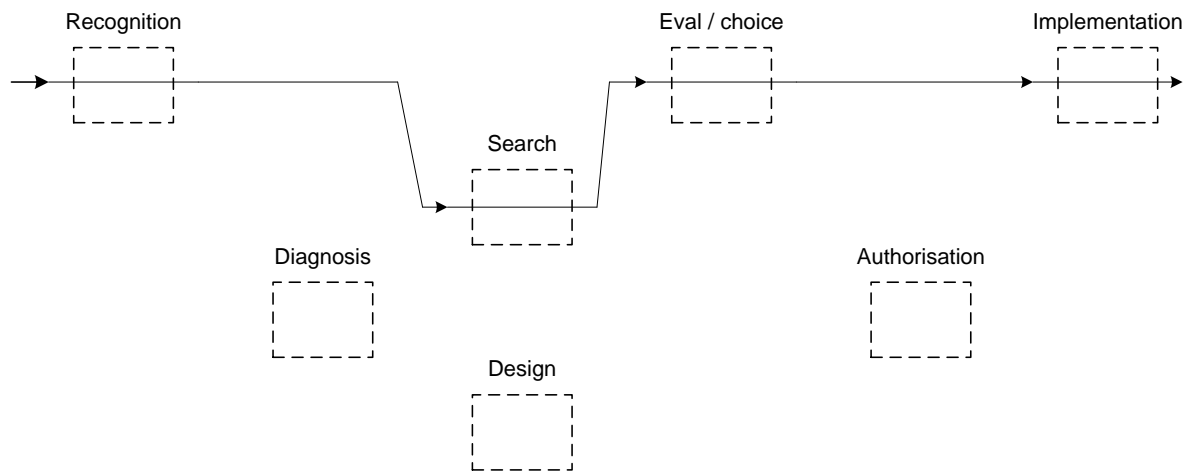 Recognition
Eval / choice
Implementation
Search
Diagnosis
Authorisation
Design